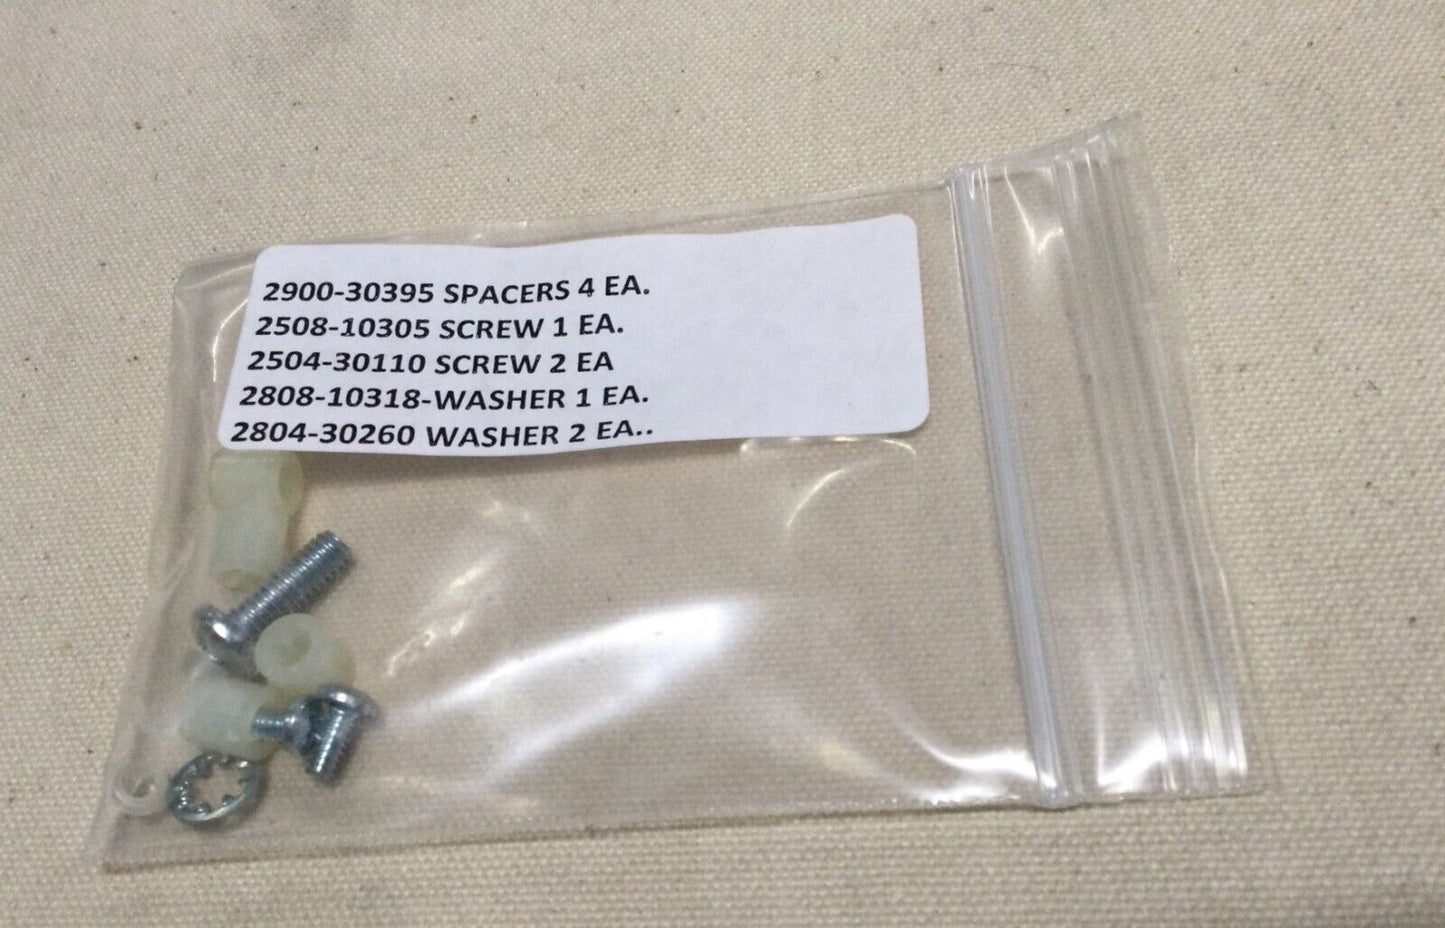 2900-30395 SPACERS 4 EA.
2508-10305 SCREW 1 EA.
2504-30110 SCREW 2 EA
2808-10318-WASHER 1 EA.
2804-30260 WASHER 2 EA..